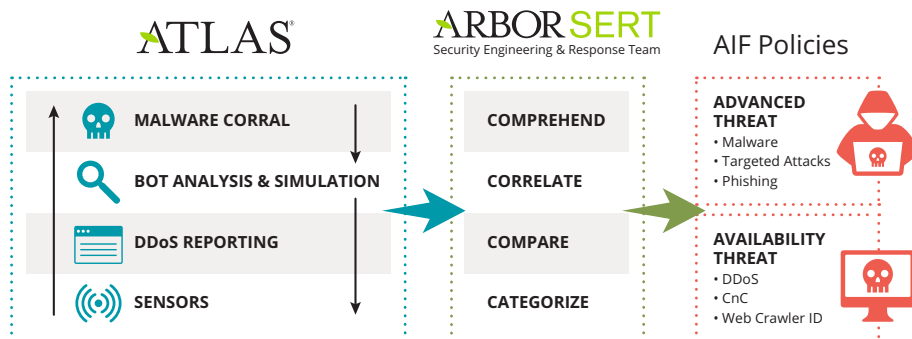 ATLAS®
MALWARE CORRAL
BOT ANALYSIS & SIMULATION
DDoS REPORTING
SENSORS
ARBOR SERT
Security Engineering & Response Team
COMPREHEND
CORRELATE
COMPARE
CATEGORIZE
AIF Policies
ADVANCED
THREAT
• Malware
• Targeted Attacks
• Phishing
AVAILABILITY
THREAT
• DDoS
• CnC
• Web Crawler ID